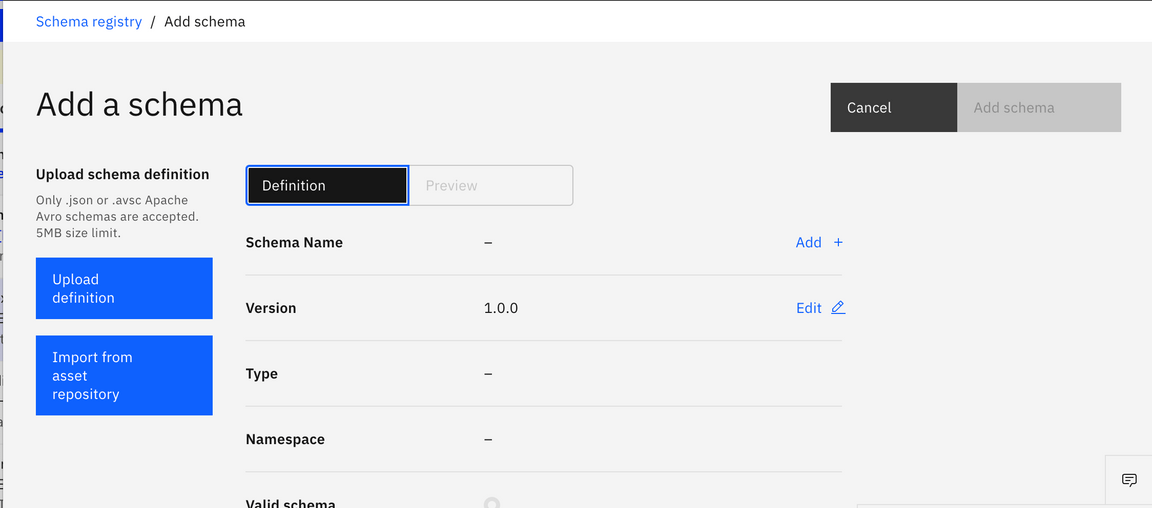 Schema registry / Add schema
Add a schema
Cancel
Add schema
Upload schema definition
Only .json or .avsc Apache
Avro schemas are accepted.
5MB size limit.
Upload
definition
Import from
asset
repository
Definition
Preview
Schema Name – Add +
Version 1.0.0 Edit
Type –
Namespace –
Valid schema